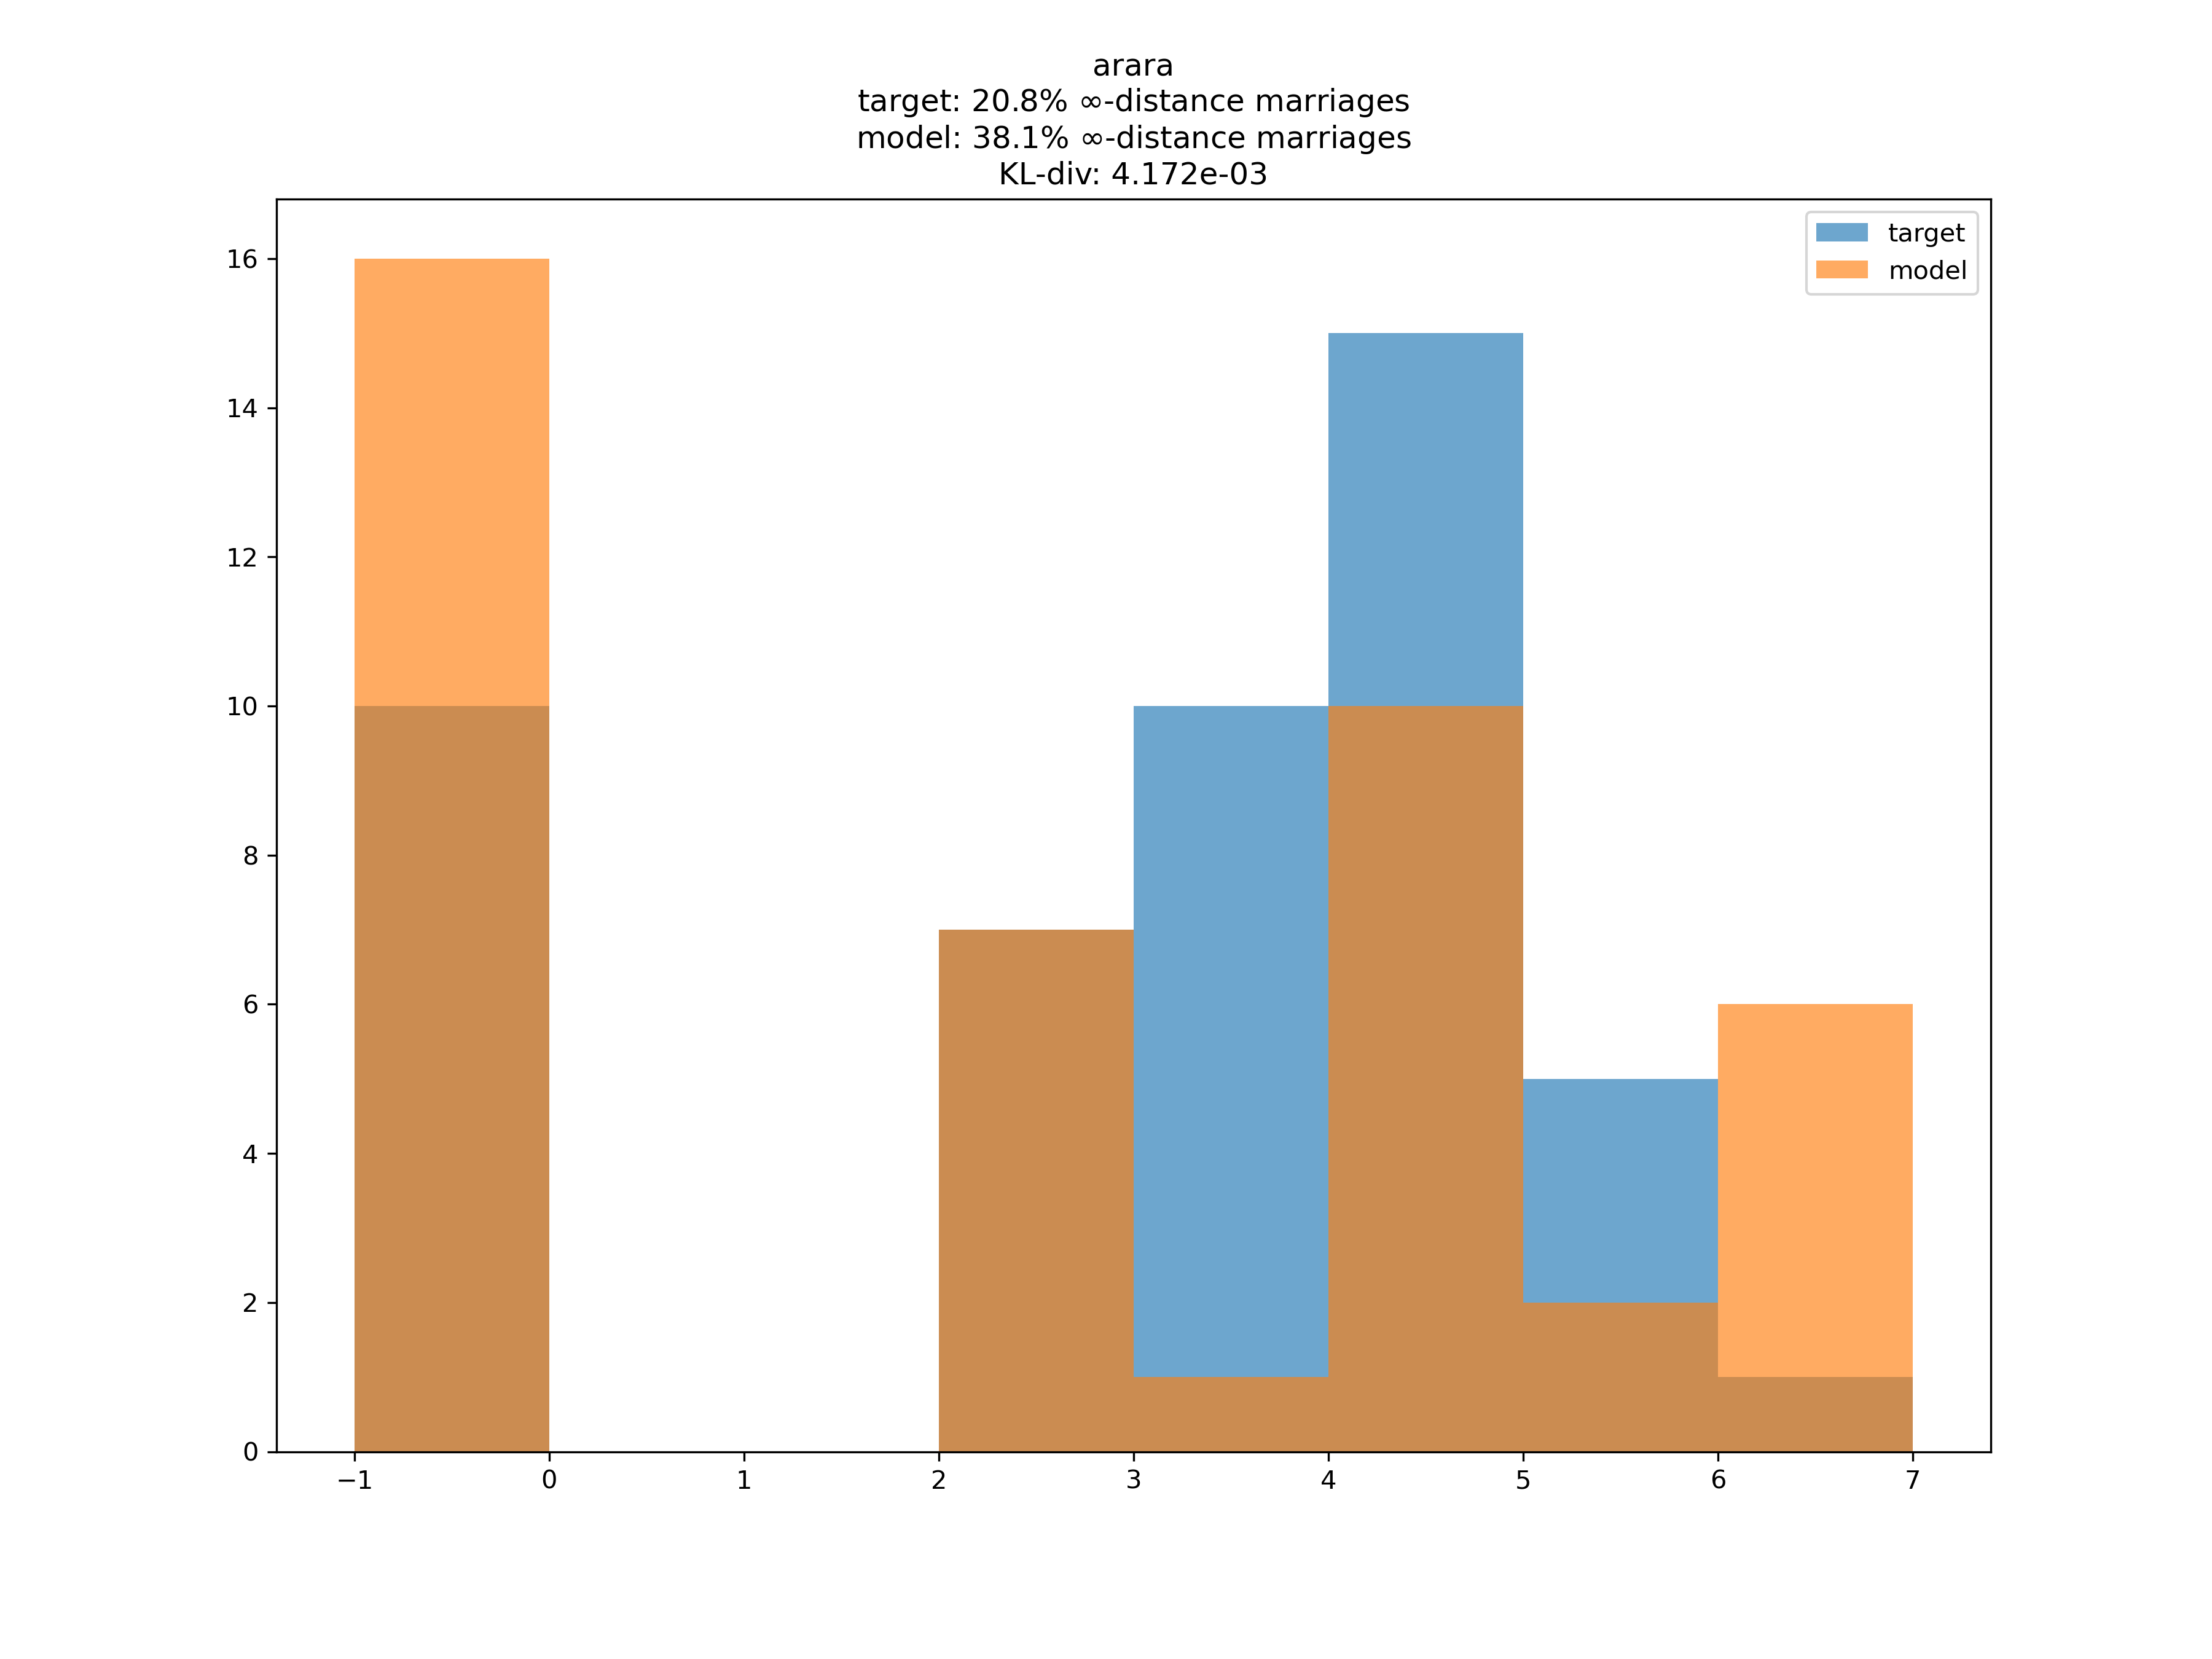 arara
target: 20.8% ∞-distance marriages
model: 38.1% ∞-distance marriages
KL-div: 4.172e-03
target
model
16
14
12
10
8
6
4
2
0
−1 0 1 2 3 4 5 6 7